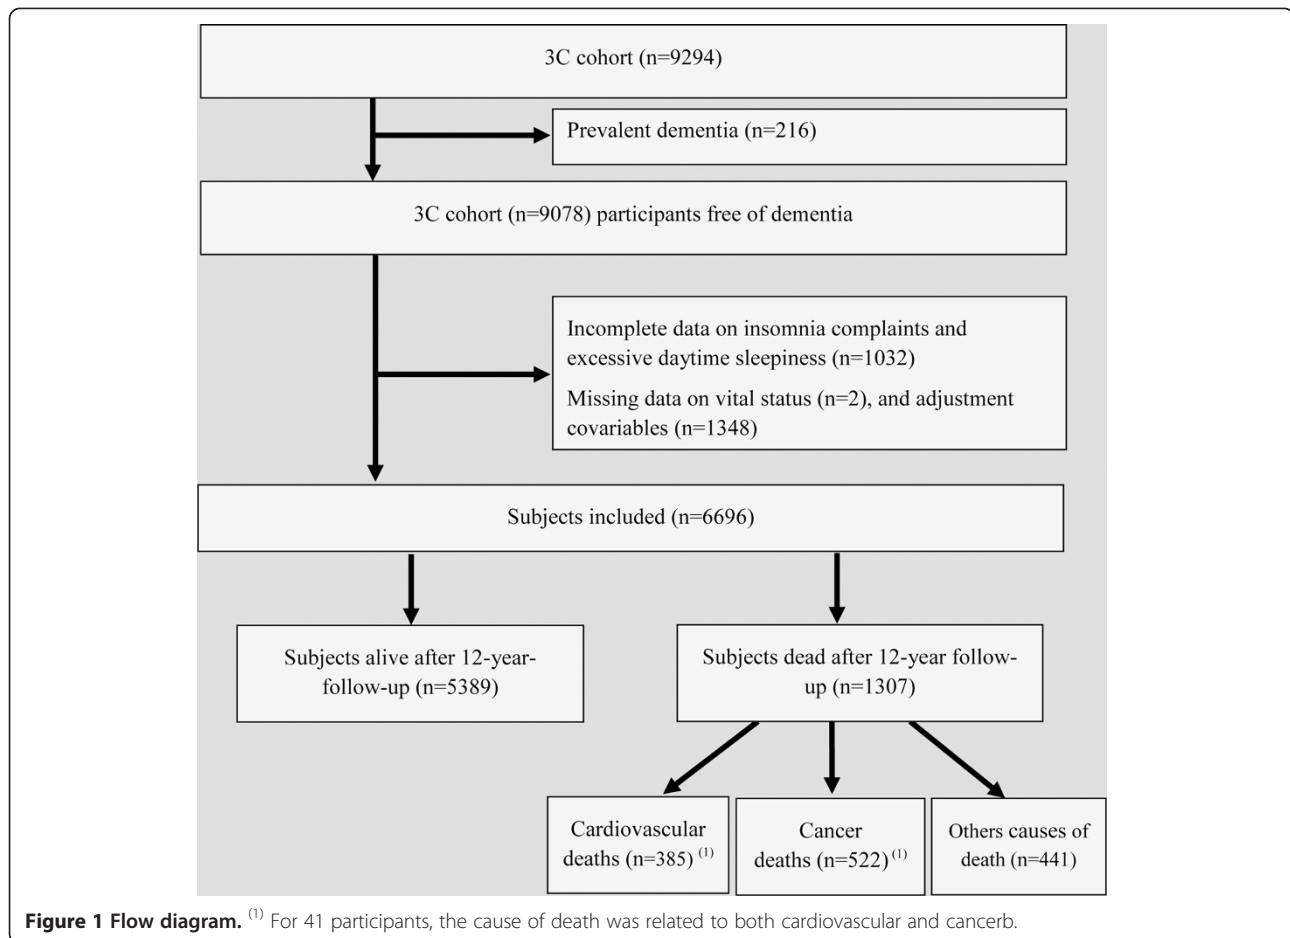 3C cohort (n=9294)
Prevalent dementia (n=216)
3C cohort (n=9078) participants free of dementia
Incomplete data on insomnia complaints and
excessive daytime sleepiness (n=1032)
Missing data on vital status (n=2), and adjustment
covariables (n=1348)
Subjects included (n=6696)
Subjects alive after 12-year-
follow-up (n=5389)
Subjects dead after 12-year follow-
up (n=1307)
Cardiovascular
deaths (n=385) (1)
Cancer
deaths (n=522) (1)
Others causes of
death (n=441)
Figure 1 Flow diagram. (1) For 41 participants, the cause of death was related to both cardiovascular and cancerb.